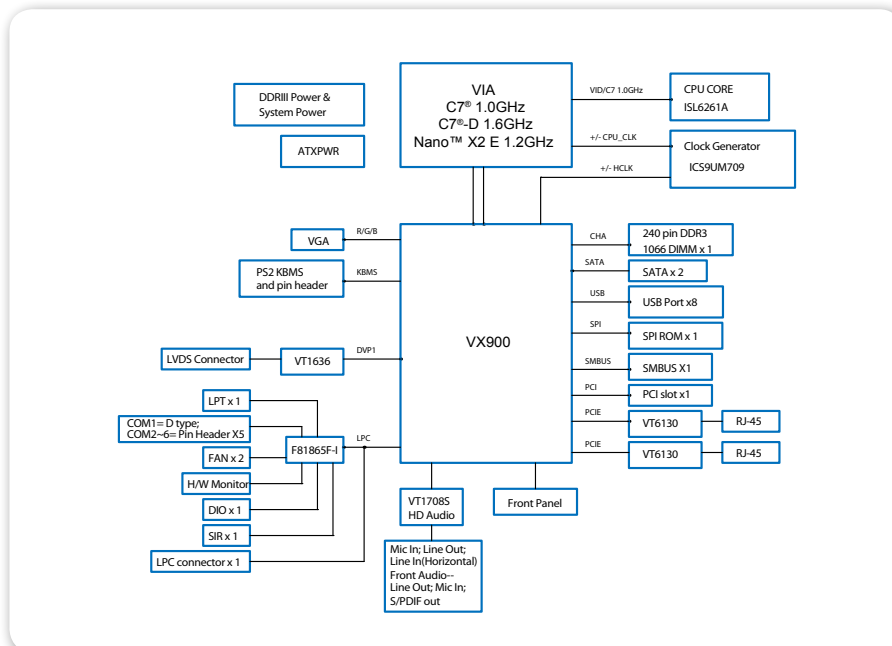 DDRIII Power &
System Power
ATXPWR
VIA
C7® 1.0GHz
C7®-D 1.6GHz
Nano™ X2 E 1.2GHz
VID/C7 1.0GHz
CPU CORE
ISL6261A
+/- CPU_CLK
Clock Generator
ICS9UM709
+/- HCLK
VGA
R/G/B
PS2 KBMS
and pin header
KBMS
LVDS Connector
VT1636
DVP1
VX900
CHA
240 pin DDR3
1066 DIMM x 1
SATA
SATA x 2
USB
USB Port x8
SPI
SPI ROM x 1
SMBUS
SMBUS X1
PCI
PCI slot x1
PCIE
VT6130
RJ-45
PCIE
VT6130
RJ-45
LPT x 1
COM1= D type;
COM2~6= Pin Header X5
FAN x 2
H/W Monitor
DIO x 1
SIR x 1
LPC connector x 1
F81865F-I
LPC
VT1708S
HD Audio
Front Panel
Mic In; Line Out;
Line In(Horizontal)
Front Audio--
Line Out; Mic In;
S/PDIF out